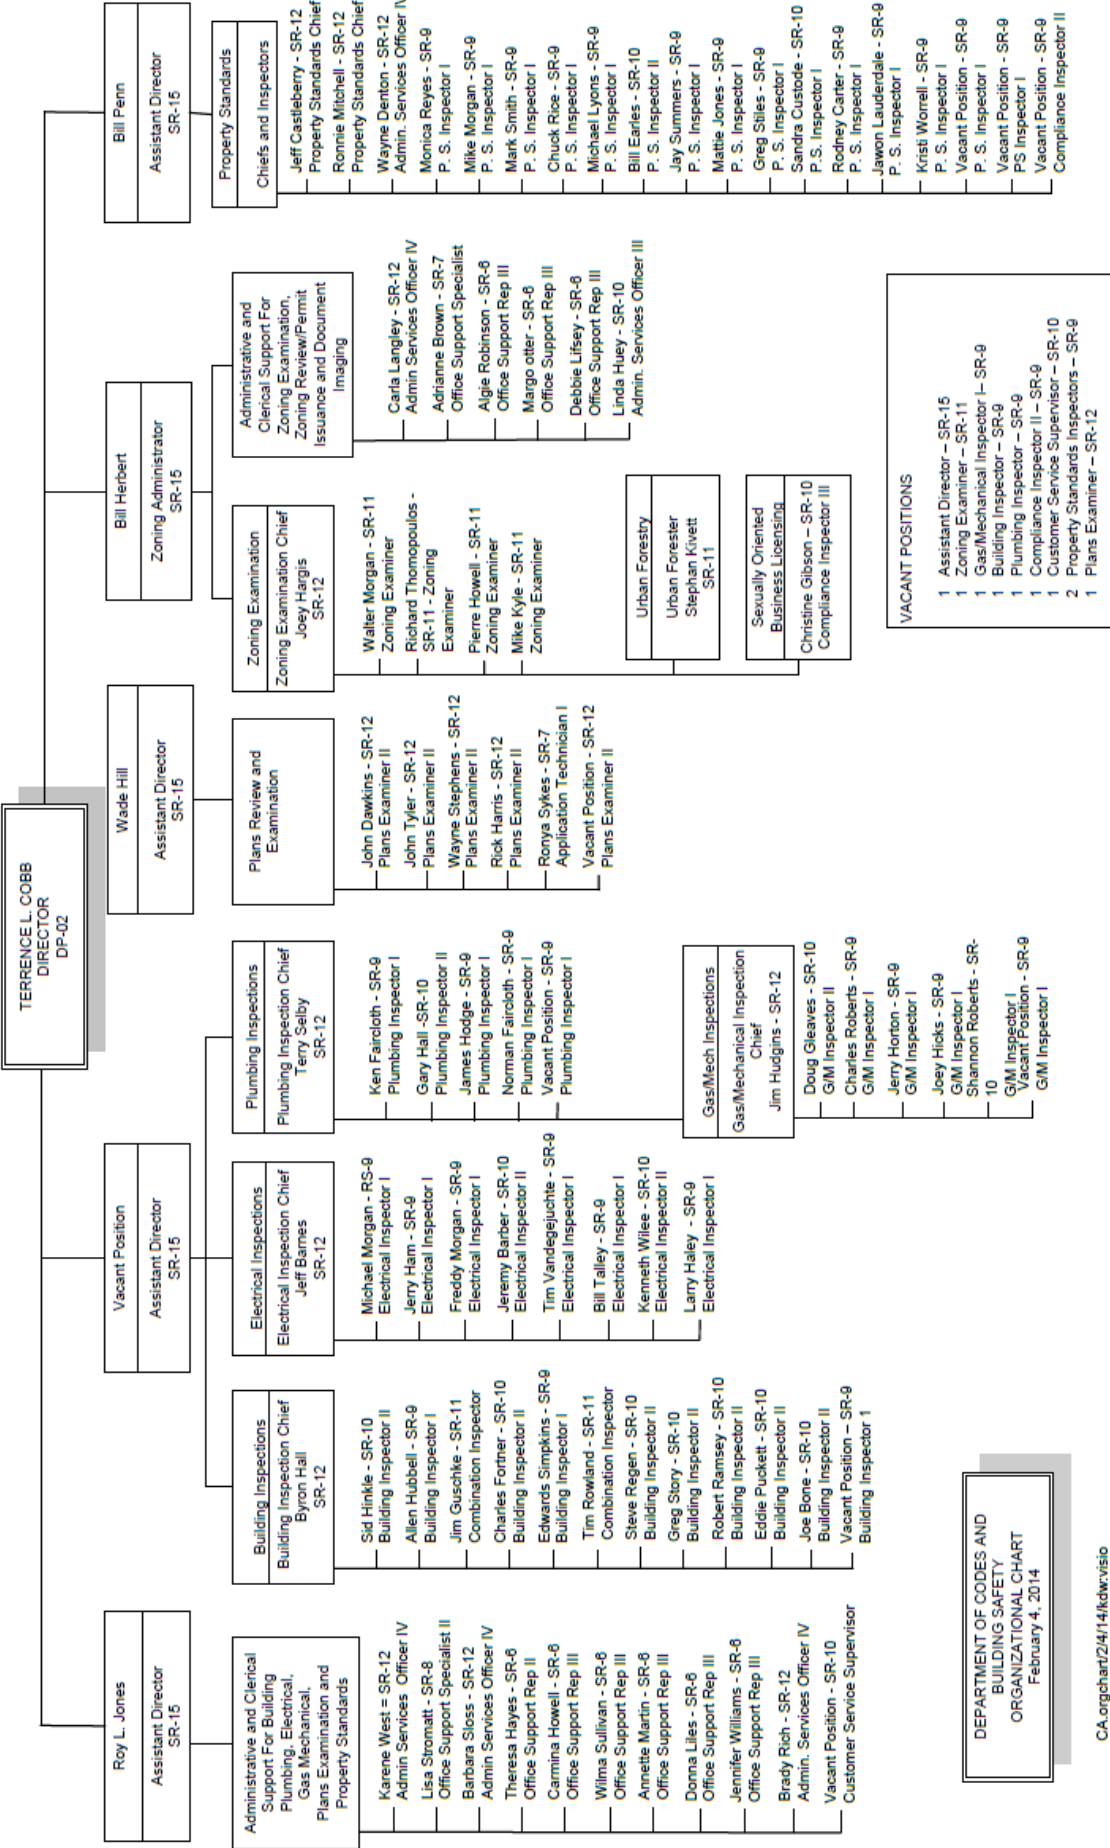 TERRENCE L. COBB
DIRECTOR
DP-02
Roy L. Jones
Assistant Director
SR-15
Administrative and Clerical
Support For Building
Plumbing, Electrical,
Gas Mechanical,
Plans Examination and
Property Standards
Karene West = SR-12
Admin Services Officer IV
Lisa Stromatt - SR-8
Office Support Specialist II
Barbara Sloss - SR-12
Admin Services Officer IV
Theresa Hayes - SR-6
Office Support Rep II
Carmina Howell - SR-6
Office Support Rep III
Wilma Sullivan - SR-6
Office Support Rep III
Annette Martin - SR-6
Office Support Rep III
Donna Liles - SR-6
Office Support Rep III
Jennifer Williams - SR-6
Office Support Rep III
Brady Rich - SR-12
Admin. Services Officer IV
Vacant Position - SR-10
Customer Service Supervisor
Vacant Position
Assistant Director
SR-15
Building Inspections
Building Inspection Chief
Byron Hall
SR-12
Sid Hinkle - SR-10
Building Inspector II
Allen Hubbell - SR-9
Building Inspector I
Jim Guschke - SR-11
Combination Inspector
Charles Fortner - SR-10
Building Inspector II
Edwards Simpkins - SR-9
Building Inspector I
Tim Rowland - SR-11
Combination Inspector
Steve Regen - SR-10
Building Inspector II
Greg Story - SR-10
Building Inspector II
Robert Ramsey - SR-10
Building Inspector II
Eddie Puckett - SR-10
Building Inspector II
Joe Bone - SR-10
Building Inspector II
Vacant Position – SR-9
Building Inspector 1
Electrical Inspections
Electrical Inspection Chief
Jeff Barnes
SR-12
Michael Morgan - RS-9
Electrical Inspector I
Jerry Ham - SR-9
Electrical Inspector I
Freddy Morgan - SR-9
Electrical Inspector I
Jeremy Barber - SR-10
Electrical Inspector II
Tim Vandegejuchte - SR-9
Electrical Inspector I
Bill Talley - SR-9
Electrical Inspector I
Kenneth Wilee - SR-10
Electrical Inspector II
Larry Haley - SR-9
Electrical Inspector I
Plumbing Inspections
Plumbing Inspection Chief
Terry Selby
SR-12
Ken Faircloth - SR-9
Plumbing Inspector I
Gary Hall -SR-10
Plumbing Inspector II
James Hodge - SR-9
Plumbing Inspector I
Norman Faircloth - SR-9
Plumbing Inspector I
Vacant Position - SR-9
Plumbing Inspector I
Gas/Mech Inspections
Gas/Mechanical Inspection
Chief
Jim Hudgins - SR-12
Doug Gleaves - SR-10
G/M Inspector II
Charles Roberts - SR-9
G/M Inspector I
Jerry Horton - SR-9
G/M Inspector I
Joey Hicks - SR-9
G/M Inspector I
Shannon Roberts - SR-
10
G/M Inspector I
Vacant Position - SR-9
G/M Inspector I
Wade Hill
Assistant Director
SR-15
Plans Review and
Examination
John Dawkins - SR-12
Plans Examiner II
John Tyler - SR-12
Plans Examiner II
Wayne Stephens - SR-12
Plans Examiner II
Rick Harris - SR-12
Plans Examiner II
Ronya Sykes - SR-7
Application Technician I
Vacant Position - SR-12
Plans Examiner II
Bill Herbert
Zoning Administrator
SR-15
Zoning Examination
Zoning Examination Chief
Joey Hargis
SR-12
Walter Morgan - SR-11
Zoning Examiner
Richard Thomopoulos -
SR-11 - Zoning
Examiner
Pierre Howell - SR-11
Zoning Examiner
Mike Kyle - SR-11
Zoning Examiner
Urban Forestry
Urban Forester
Stephan Kivett
SR-11
Sexually Oriented
Business Licensing
Christine Gibson – SR-10
Compliance Inspector III
Administrative and
Clerical Support For
Zoning Examination,
Zoning Review/Permit
Issuance and Document
Imaging
Carla Langley - SR-12
Admin Services Officer IV
Adrianne Brown - SR-7
Office Support Specialist
Algie Robinson - SR-6
Office Support Rep III
Margo otter - SR-6
Office Support Rep III
Debbie Lifsey - SR-6
Office Support Rep III
Linda Huey - SR-10
Admin. Services Officer III
Bill Penn
Assistant Director
SR-15
Property Standards
Chiefs and Inspectors
Jeff Castleberry - SR-12
Property Standards Chief
Ronnie Mitchell - SR-12
Property Standards Chief
Wayne Denton - SR-12
Admin. Services Officer IV
Monica Reyes - SR-9
P. S. Inspector I
Mike Morgan - SR-9
P. S. Inspector I
Mark Smith - SR-9
P. S. Inspector I
Chuck Rice - SR-9
P. S. Inspector I
Michael Lyons - SR-9
P. S. Inspector I
Bill Earles - SR-10
P. S. Inspector II
Jay Summers - SR-9
P. S. Inspector I
Mattie Jones - SR-9
P. S. Inspector I
Greg Stiles - SR-9
P. S. Inspector I
Sandra Custode - SR-10
P.S. Inspector I
Rodney Carter - SR-9
P. S. Inspector I
Jawon Lauderdale - SR-9
P. S. Inspector I
Kristi Worrell - SR-9
P. S. Inspector I
Vacant Position - SR-9
P. S. Inspector I
Vacant Position - SR-9
PS Inspector I
Vacant Position - SR-9
Compliance Inspector II
VACANT POSITIONS
1 Assistant Director – SR-15
1 Zoning Examiner – SR-11
1 Gas/Mechanical Inspector I– SR-9
1 Building Inspector – SR-9
1 Plumbing Inspector – SR-9
1 Compliance Inspector II – SR-9
1 Customer Service Supervisor – SR-10
2 Property Standards Inspectors – SR-9
1 Plans Examiner – SR-12
DEPARTMENT OF CODES AND
BUILDING SAFETY
ORGANIZATIONAL CHART
February 4, 2014
CA.orgchart/2/4/14/kdw:visio